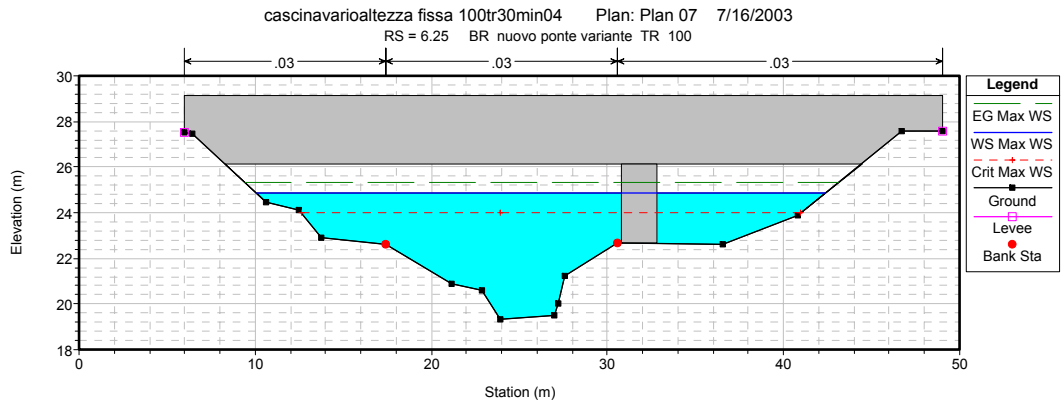 cascinavarioaltezza fissa 100tr30min04 Plan: Plan 07 7/16/2003
RS = 6.25 BR nuovo ponte variante TR 100
.03 .03 .03
30
28
26
24
22
20
18
0 10 20 30 40 50
Elevation (m)
Station (m)
Legend
EG Max WS
WS Max WS
Crit Max WS
Ground
Levee
Bank Sta